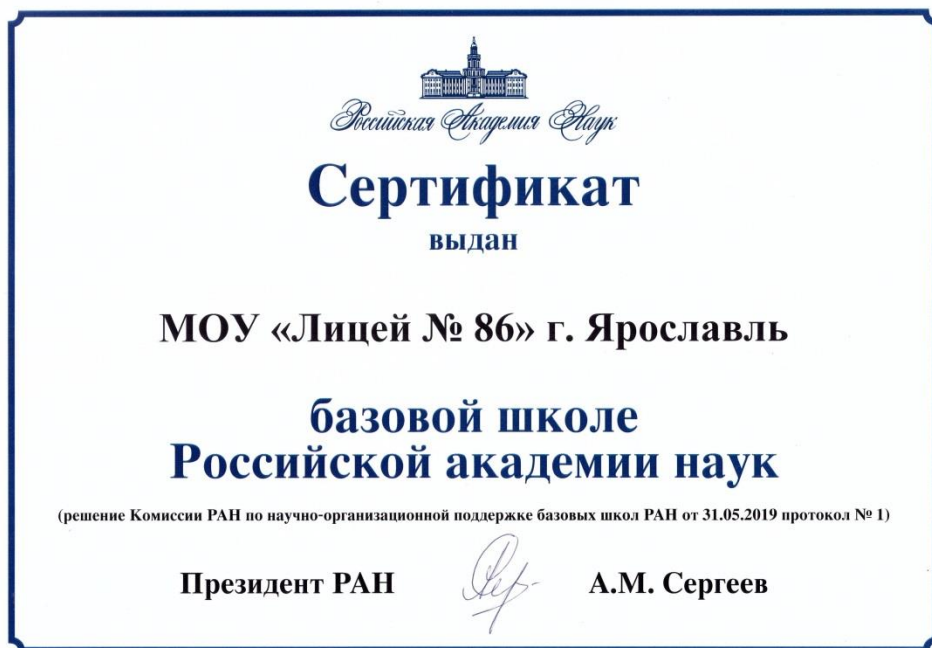 Российская Академия Наук
Сертификат
выдан
МОУ «Лицей № 86» г. Ярославль
базовой школе
Российской академии наук
(решение Комиссии РАН по научно-организационной поддержке базовых школ РАН от 31.05.2019 протокол № 1)
Президент РАН А.М. Сергеев